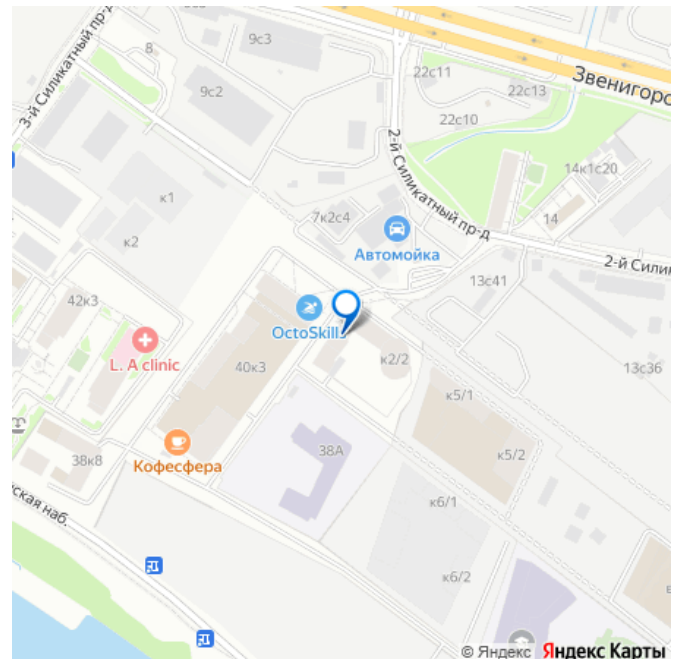 8
9с3
9с2
22с11
22с13
22с10
Звенигоро
3-й Силикатный пр-д
2-й Силикатный пр-д
14к1с20
14
к1
7к2с4
к2
Автомойка
2-й Сили
13с41
42к3
OctoSkills
L. A clinic
40к3
к2/2
13с36
к5/1
38А
к5/2
38к8
Кофесфера
ская наб.
к6/1
к6/2
© Яндекс Яндекс Карты